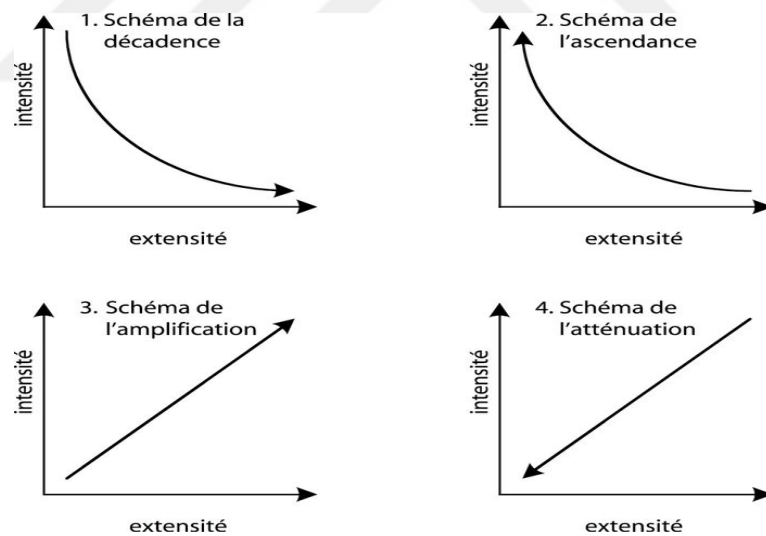 1. Schéma de la
décadence
intensité
extensité
2. Schéma de
l'ascendance
intensité
extensité
3. Schéma de
l'amplification
intensité
extensité
4. Schéma de
l'atténuation
intensité
extensité